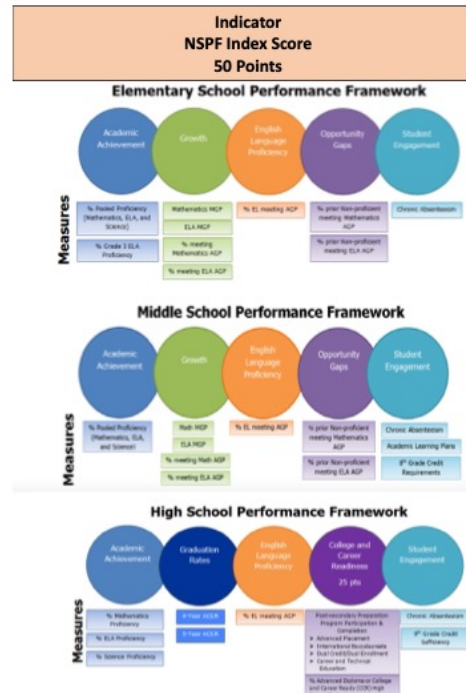 Indicator
NSPF Index Score
50 Points
Elementary School Performance Framework
Academic
Achievement
Growth
English
Language
Proficiency
Opportunity
Gaps
Student
Engagement
Measures
% Pooled Proficiency
(Mathematics, ELA, and
Science)
% Grade 3 ELA
Proficiency
Mathematics MGP
ELA MGP
% meeting
Mathematics AGP
% meeting ELA AGP
% EL meeting AGP
% prior Non-proficient
meeting Mathematics
AGP
% prior Non-proficient
meeting ELA AGP
Chronic Absenteeism
Middle School Performance Framework
Academic
Achievement
Growth
English
Language
Proficiency
Opportunity
Gaps
Student
Engagement
Measures
% Pooled Proficiency
(Mathematics, ELA,
and Science)
Math MGP
ELA MGP
% meeting Math AGP
% meeting ELA AGP
% EL meeting AGP
% prior Non-proficient
meeting Mathematics
AGP
% prior Non-proficient
meeting ELA AGP
Chronic Absenteeism
Academic Learning Plans
8th Grade Credit
Requirements
High School Performance Framework
Academic
Achievement
Graduation
Rates
English
Language
Proficiency
College and
Career
Readiness
25 pts
Student
Engagement
Measures
% Mathematics
Proficiency
% ELA Proficiency
% Science Proficiency
4-Year ACGR
5-Year ACGR
% EL meeting AGP
Post-secondary Preparation
Program Participation &
Completion
Advanced Placement
International Baccalaureate
Dual Credit/Dual Enrollment
Career and Technical
Education
% Advanced Diploma or College
and Career Ready (CCR) High
Chronic Absenteeism
9th Grade Credit
Sufficiency